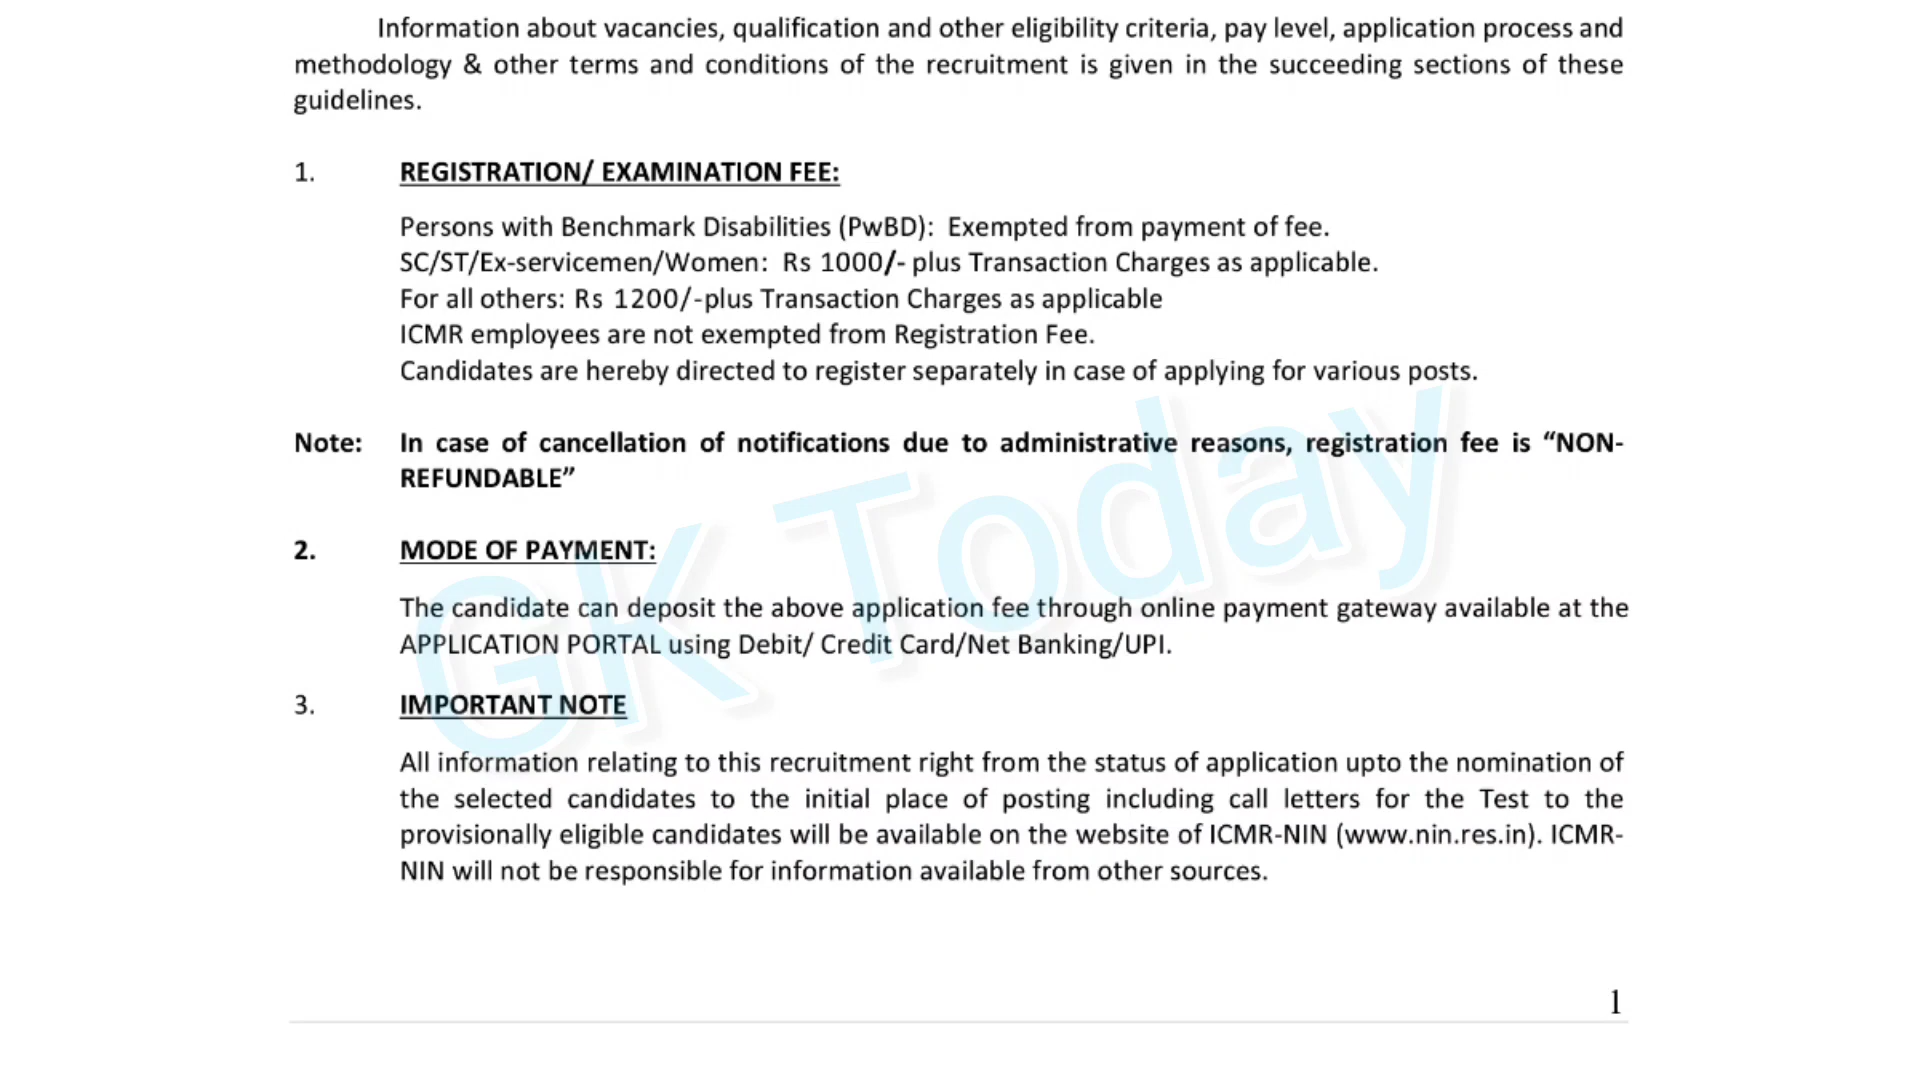 Information about vacancies, qualification and other eligibility criteria, pay level, application process and
methodology & other terms and conditions of the recruitment is given in the succeeding sections of these
guidelines.
1. REGISTRATION/ EXAMINATION FEE:
Persons with Benchmark Disabilities (PwBD): Exempted from payment of fee.
SC/ST/Ex-servicemen/Women: Rs 1000/- plus Transaction Charges as applicable.
For all others: Rs 1200/-plus Transaction Charges as applicable
ICMR employees are not exempted from Registration Fee.
Candidates are hereby directed to register separately in case of applying for various posts.
Note: In case of cancellation of notifications due to administrative reasons, registration fee is “NON-
REFUNDABLE”
2. MODE OF PAYMENT:
The candidate can deposit the above application fee through online payment gateway available at the
APPLICATION PORTAL using Debit/ Credit Card/Net Banking/UPI.
3. IMPORTANT NOTE
All information relating to this recruitment right from the status of application upto the nomination of
the selected candidates to the initial place of posting including call letters for the Test to the
provisionally eligible candidates will be available on the website of ICMR-NIN (www.nin.res.in). ICMR-
NIN will not be responsible for information available from other sources.
1
GK Today